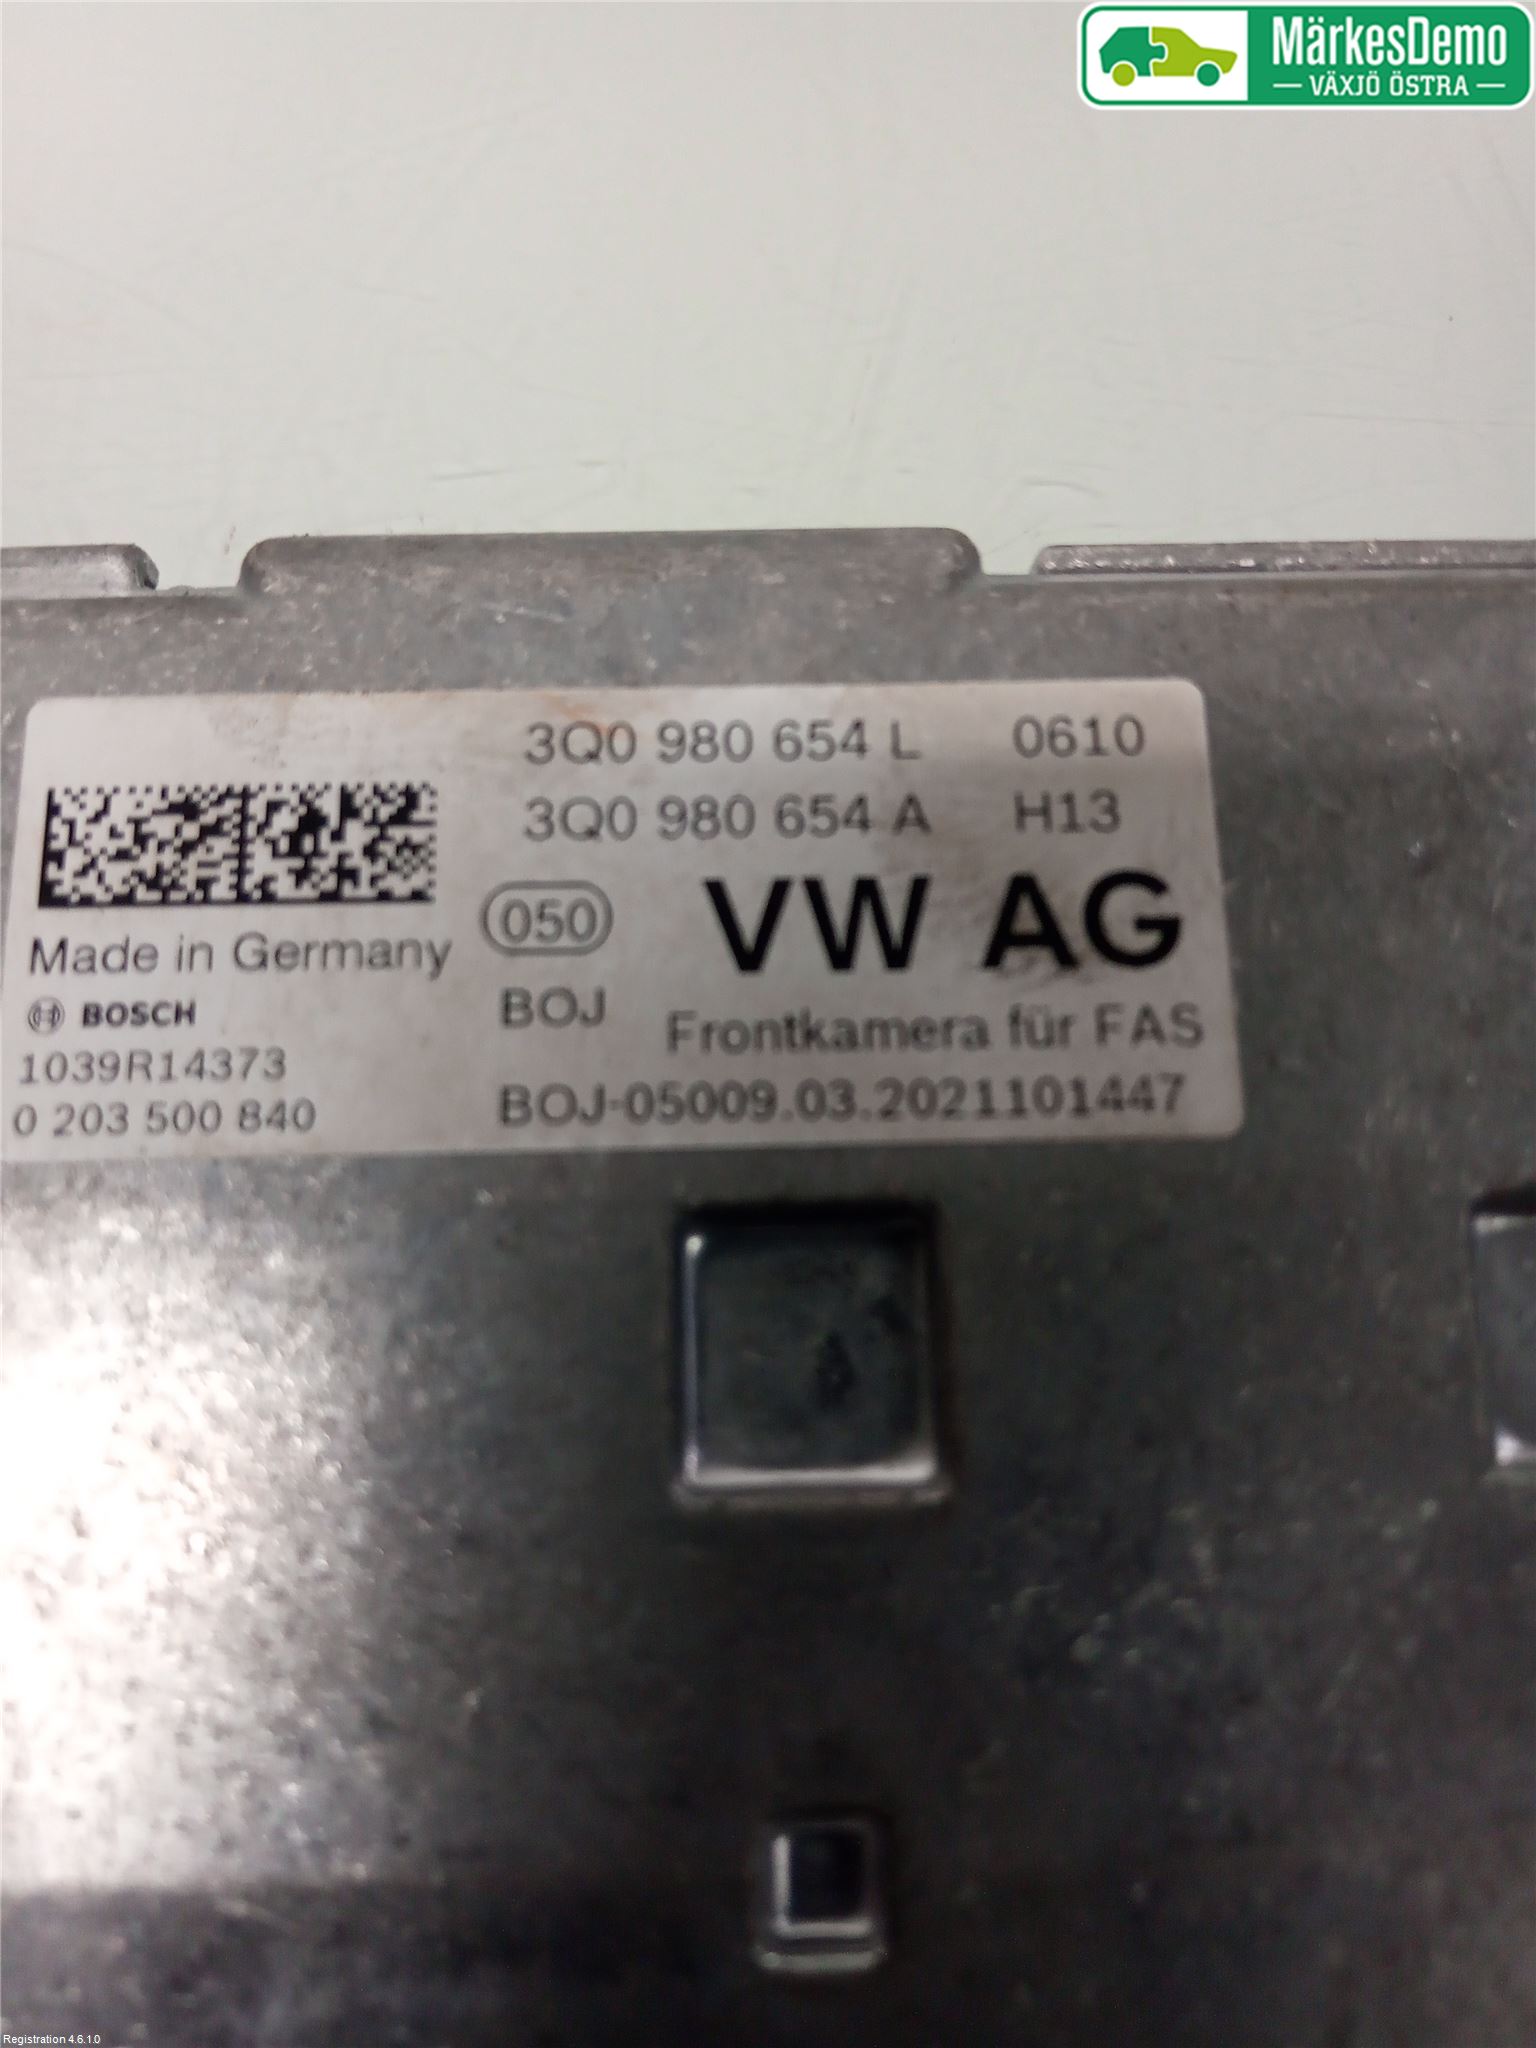 MärkesDemo
VÄXJÖ ÖSTRA
3Q0 980 654 L 0610
3Q0 980 654 A H13
050 VW AG
Made in Germany
BOSCH BOJ Frontkamera für FAS
1039R14373
0 203 500 840 BOJ-05009.03.2021101447
Registration 4.6.1.0